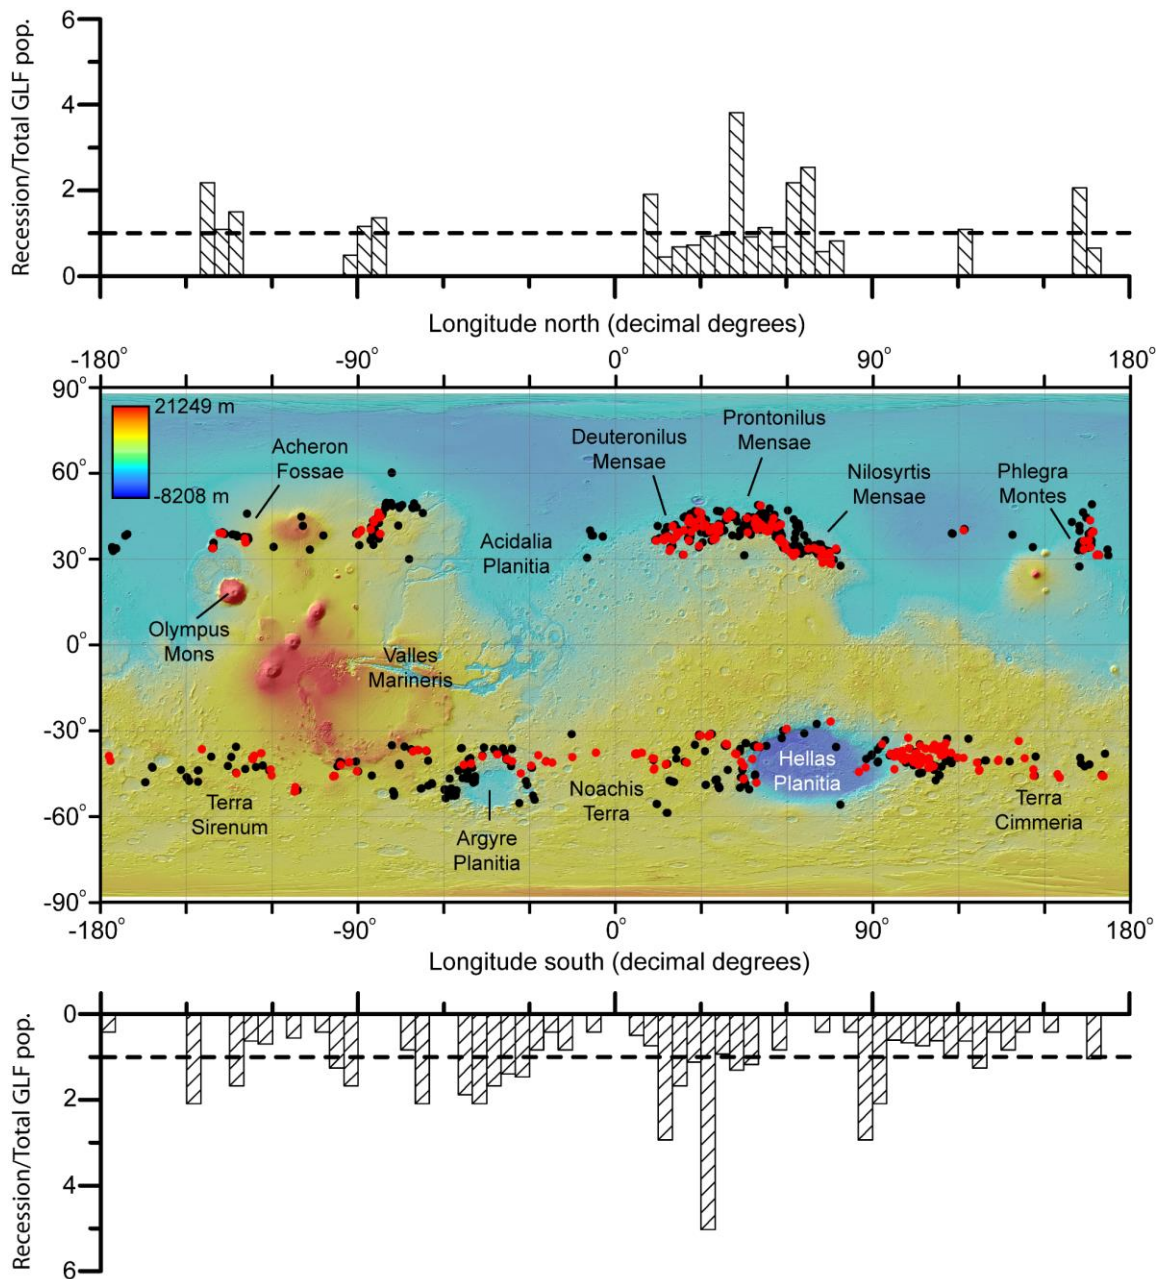 6
4
2
0
Recession/Total GLF pop.
Longitude north (decimal degrees)
-180° -90° 0° 90° 180°
90°
60°
30°
0°
-30°
-60°
-90°
21249 m
-8208 m
Acheron
Fossae
Deuteronilus
Mensae
Prontonilus
Mensae
Nilosyrtis
Mensae
Phlegra
Montes
Acidalia
Planitia
Olympus
Mons
Valles
Marineris
Hellas
Planitia
Terra
Sirenum
Argyre
Planitia
Noachis
Terra
Terra
Cimmeria
-180° -90° 0° 90° 180°
Longitude south (decimal degrees)
0
2
4
6
Recession/Total GLF pop.